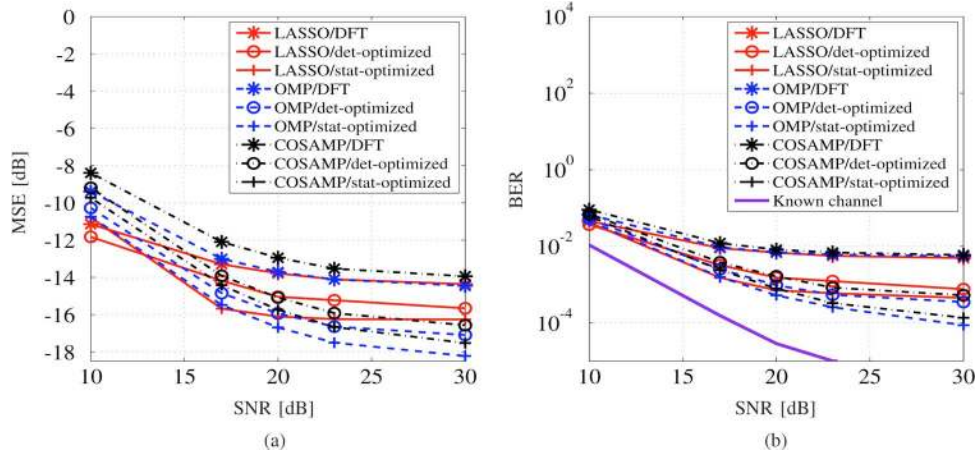 0
-2
-4
-6
-8
-10
-12
-14
-16
-18
MSE [dB]
10
15
20
25
30
SNR [dB]
LASSO/DFT
LASSO/det-optimized
LASSO/stat-optimized
OMP/DFT
OMP/det-optimized
OMP/stat-optimized
COSAMP/DFT
COSAMP/det-optimized
COSAMP/stat-optimized
(a)
10^4
10^2
10^0
10^-2
10^-4
BER
10
15
20
25
30
SNR [dB]
LASSO/DFT
LASSO/det-optimized
LASSO/stat-optimized
OMP/DFT
OMP/det-optimized
OMP/stat-optimized
COSAMP/DFT
COSAMP/det-optimized
COSAMP/stat-optimized
Known channel
(b)